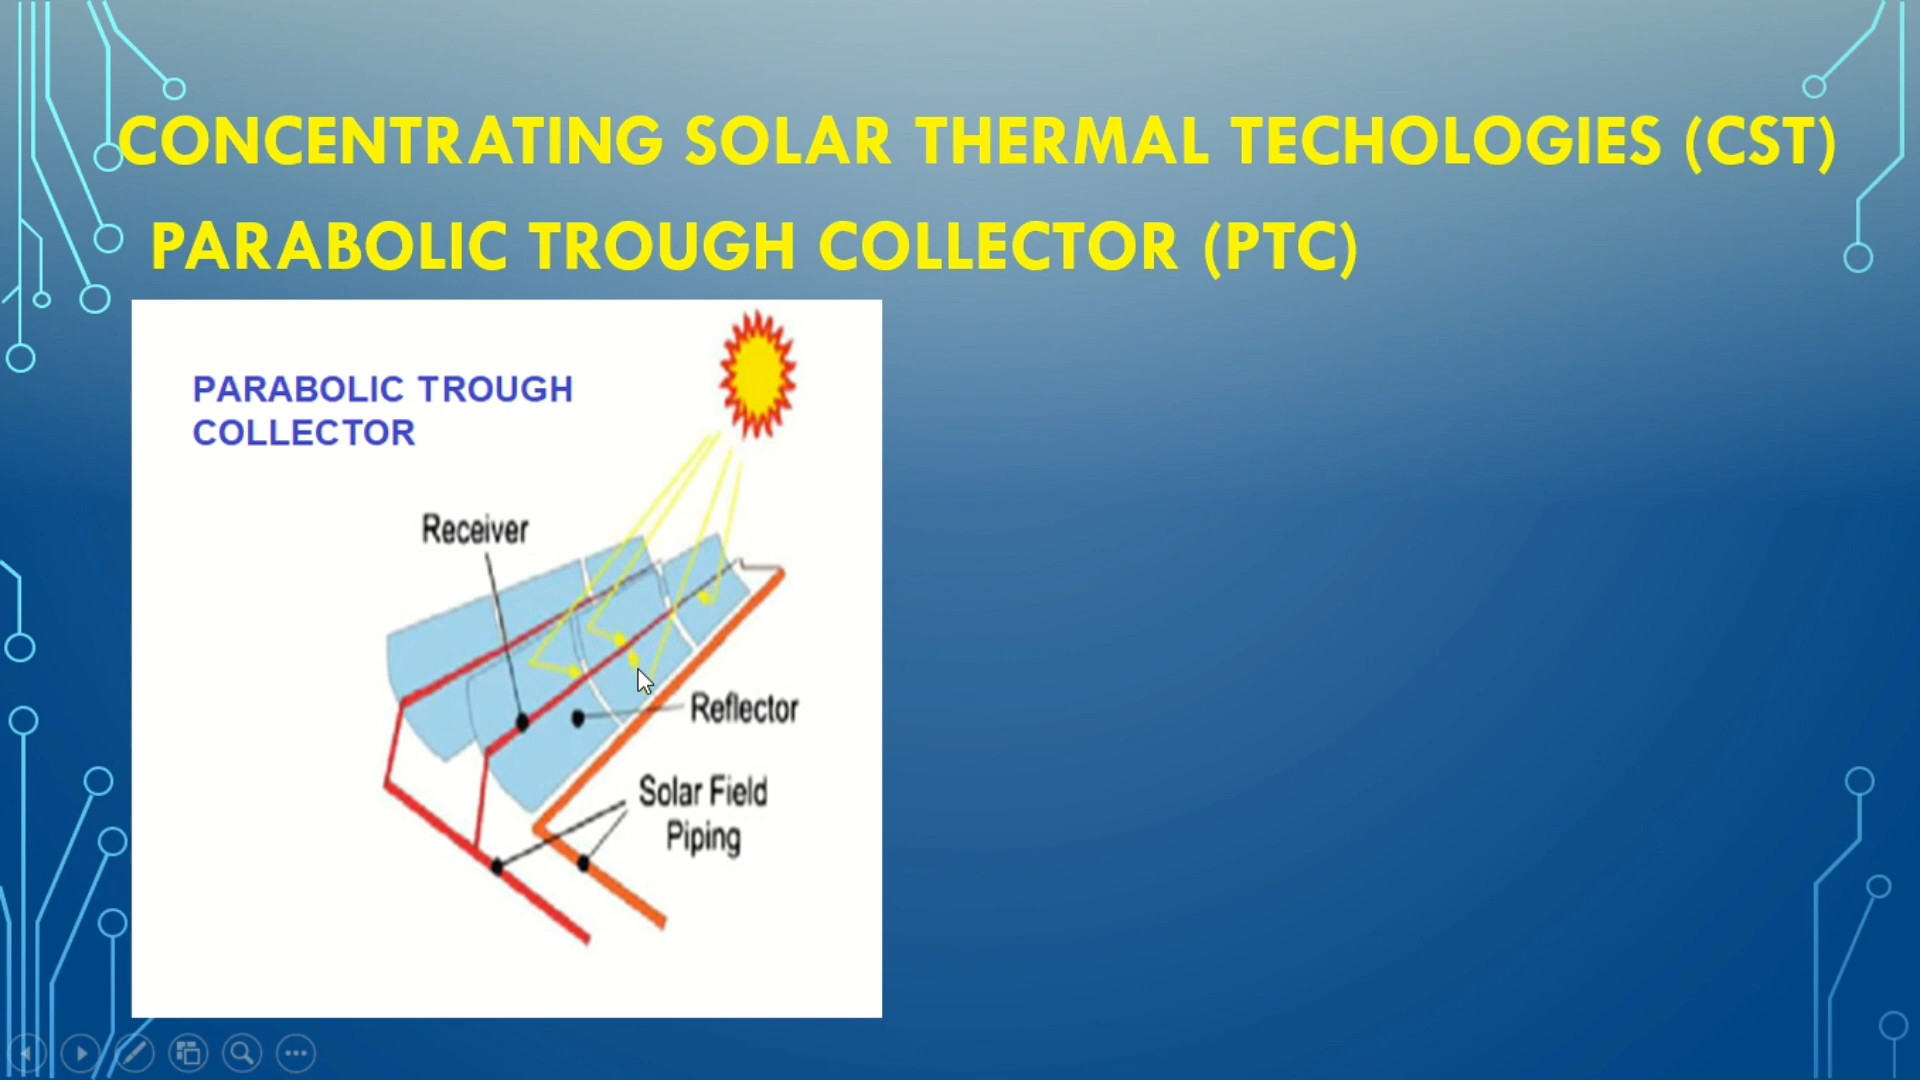 CONCENTRATING SOLAR THERMAL TECHOLOGIES (CST)
PARABOLIC TROUGH COLLECTOR (PTC)
PARABOLIC TROUGH
COLLECTOR
Receiver
Reflector
Solar Field
Piping